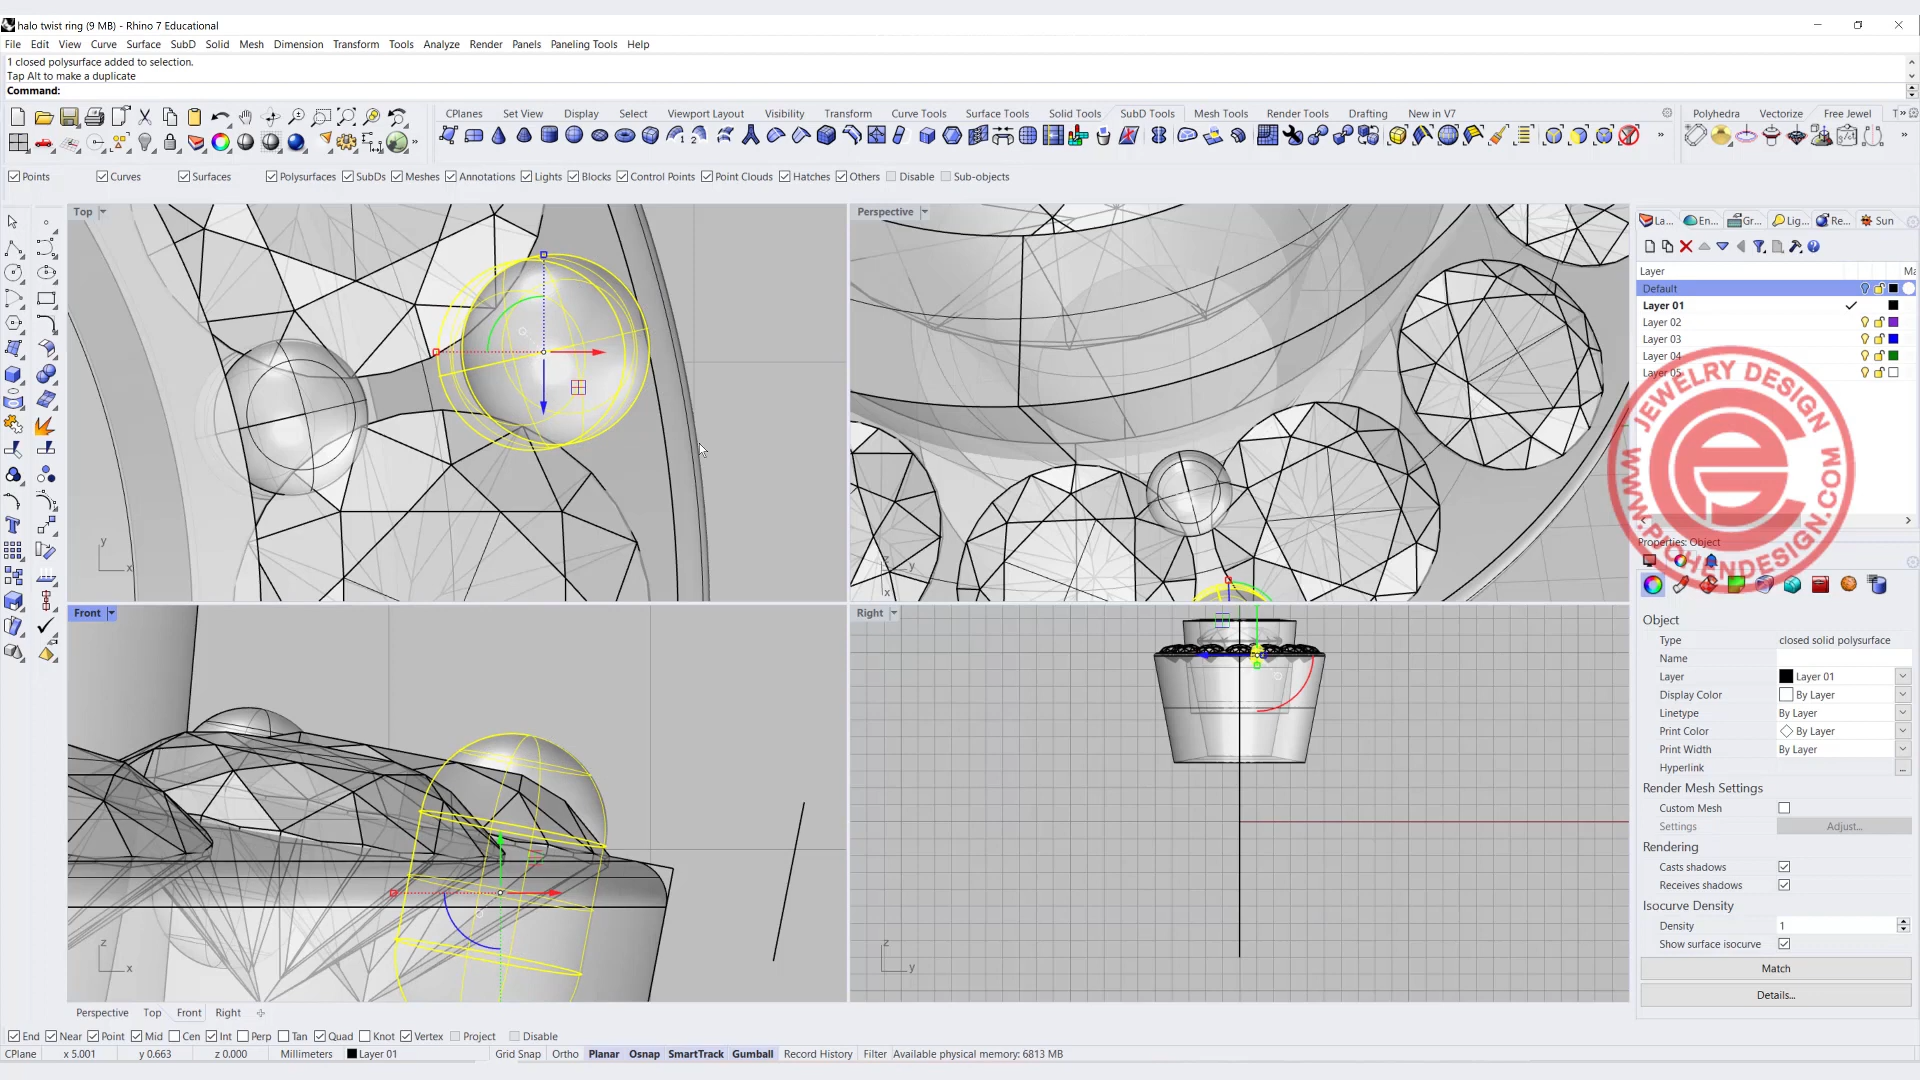 halo twist ring (9 MB) - Rhino 7 Educational
File Edit View Curve Surface SubD Solid Mesh Dimension Transform Tools Analyze Render Panels Paneling Tools Help
1 closed polysurface added to selection.
Tap Alt to make a duplicate
Command:
CPlanes Set View Display Select Viewport Layout Visibility Transform Curve Tools Surface Tools Solid Tools SubD Tools Mesh Tools Render Tools Drafting New in V7
Polyhedra Vectorize Free Jewel
Points Curves Surfaces Polysurfaces SubDs Meshes Annotations Lights Blocks Control Points Point Clouds Hatches Others Disable Sub-objects
Top
Perspective
La... En... Gr... Lig... Re... Sun
Layer Ma
Default
Layer 01
Layer 02
Layer 03
Layer 04
Layer 05
JEWELRY DESIGN
WWW.PCCHENDESIGN.COM
y
x
z
y
x
Front
Right
z
x
z
y
Properties: Object
Object
Type closed solid polysurface
Name
Layer Layer 01
Display Color By Layer
Linetype By Layer
Print Color By Layer
Print Width By Layer
Hyperlink ...
Render Mesh Settings
Custom Mesh
Settings Adjust...
Rendering
Casts shadows
Receives shadows
Isocurve Density
Density 1
Show surface isocurve
Match
Details...
Perspective Top Front Right
End Near Point Mid Cen Int Perp Tan Quad Knot Vertex Project Disable
CPlane x 5.001 y 0.663 z 0.000 Millimeters Layer 01 Grid Snap Ortho Planar Osnap SmartTrack Gumball Record History Filter Available physical memory: 6813 MB